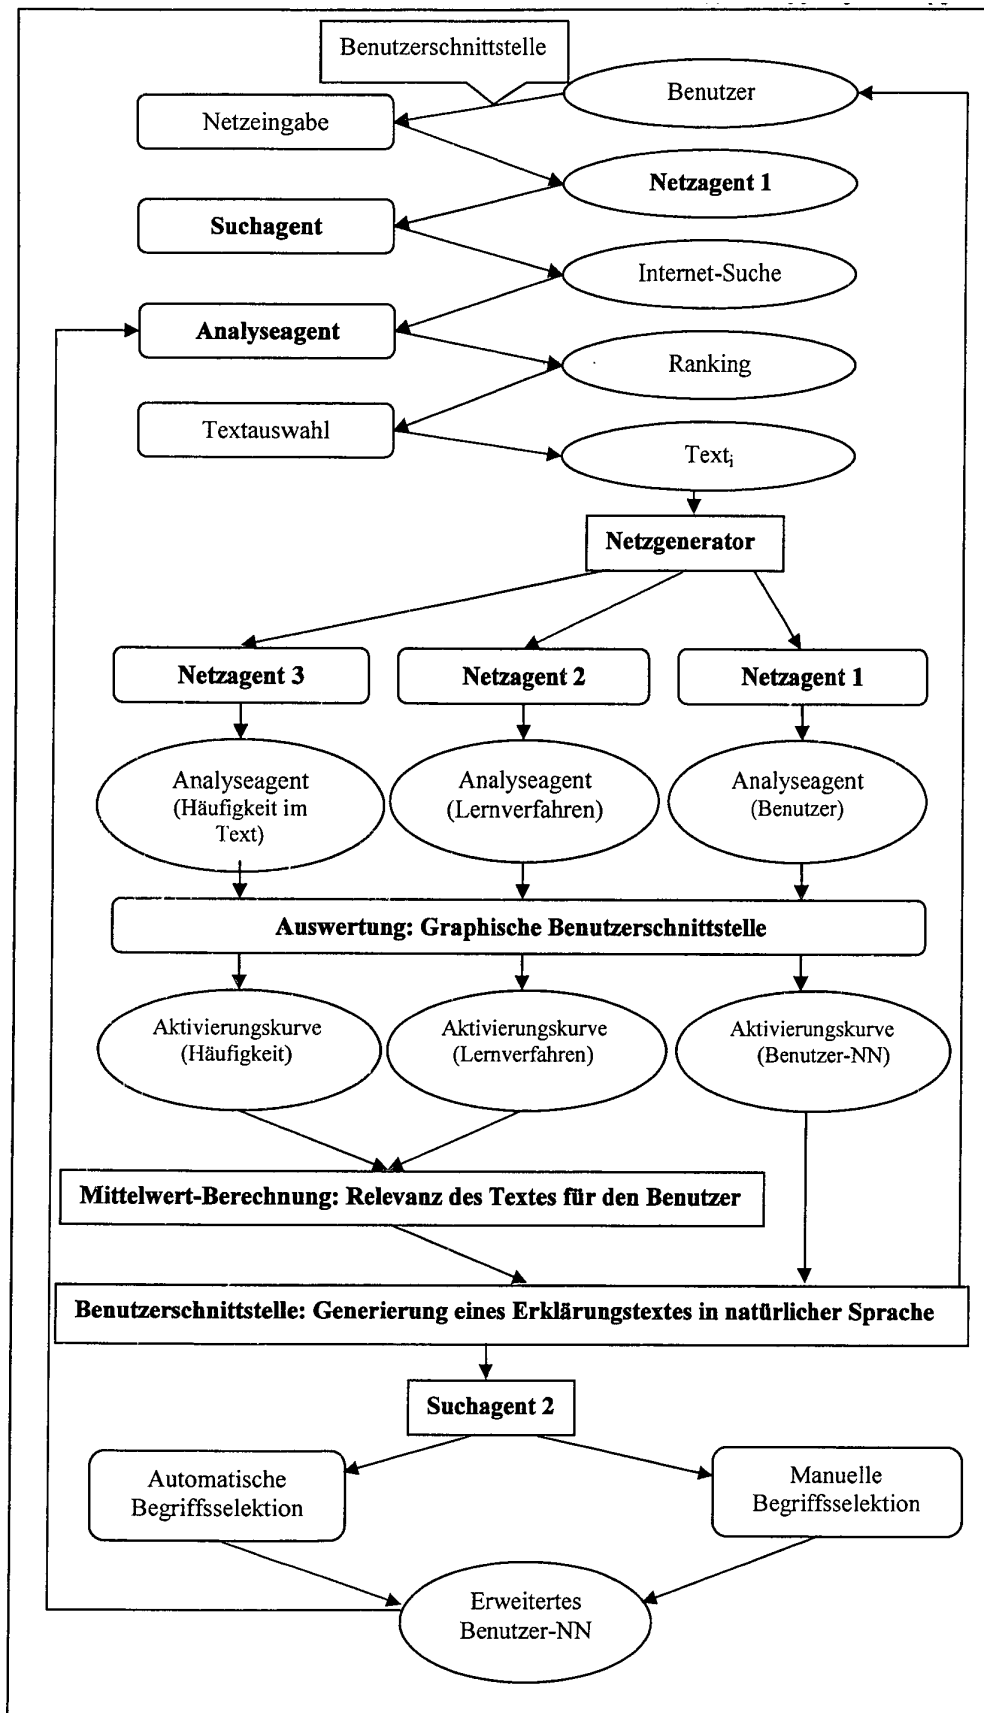 Benutzerschnittstelle
Benutzer
Netzeingabe
Netzagent 1
Suchagent
Internet-Suche
Analyseagent
Ranking
Textauswahl
Texti
Netzgenerator
Netzagent 3
Netzagent 2
Netzagent 1
Analyseagent
(Häufigkeit im
Text)
Analyseagent
(Lernverfahren)
Analyseagent
(Benutzer)
Auswertung: Graphische Benutzerschnittstelle
Aktivierungskurve
(Häufigkeit)
Aktivierungskurve
(Lernverfahren)
Aktivierungskurve
(Benutzer-NN)
Mittelwert-Berechnung: Relevanz des Textes für den Benutzer
Benutzerschnittstelle: Generierung eines Erklärungstextes in natürlicher Sprache
Suchagent 2
Automatische
Begriffsselektion
Manuelle
Begriffsselektion
Erweitertes
Benutzer-NN